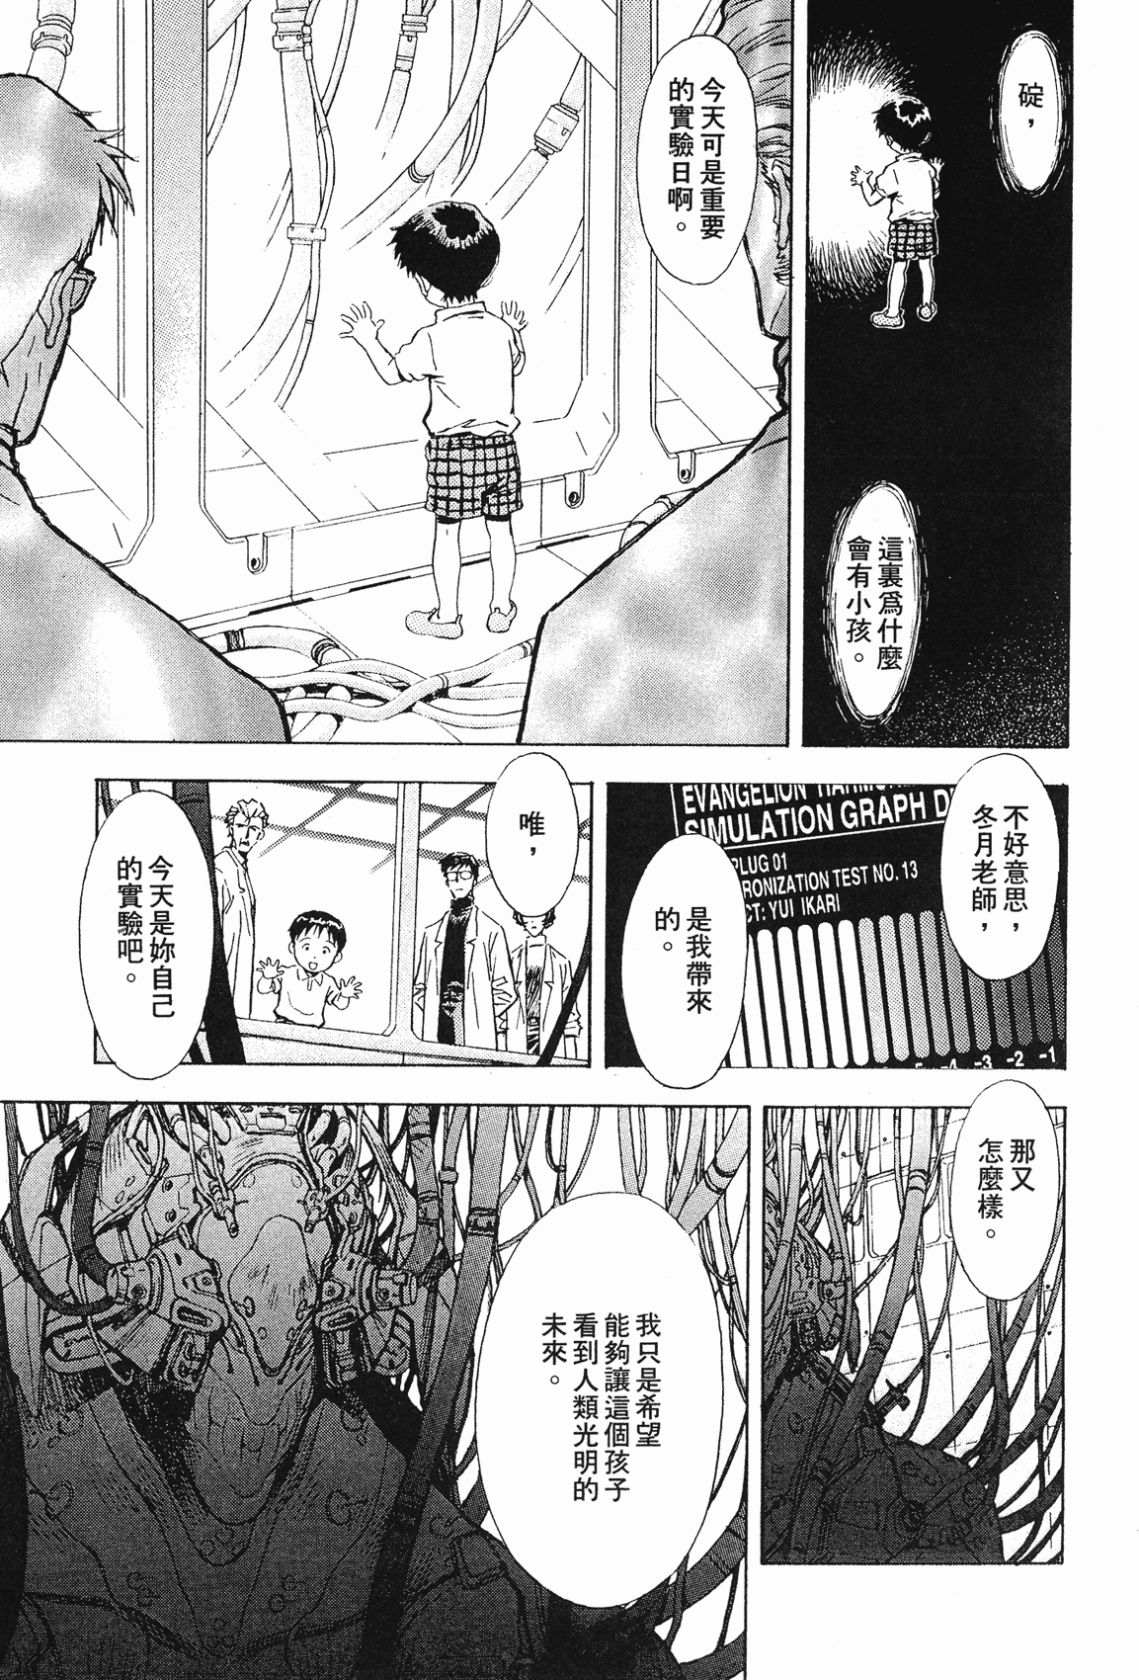 碇，
這裏爲什麼
會有小孩。
今天可是重要
的實驗日啊。
不好意思，
冬月老師，
是我帶來
的。
SIMULATION GRAPH D
PLUG 01
RONIZATION TEST NO. 13
CT: YUI IKARI
-4 -3 -2 -1
唯，
今天是妳自己
的實驗吧。
那又
怎麼樣。
我只是希望
能夠讓這個孩子
看到人類光明的
未來。